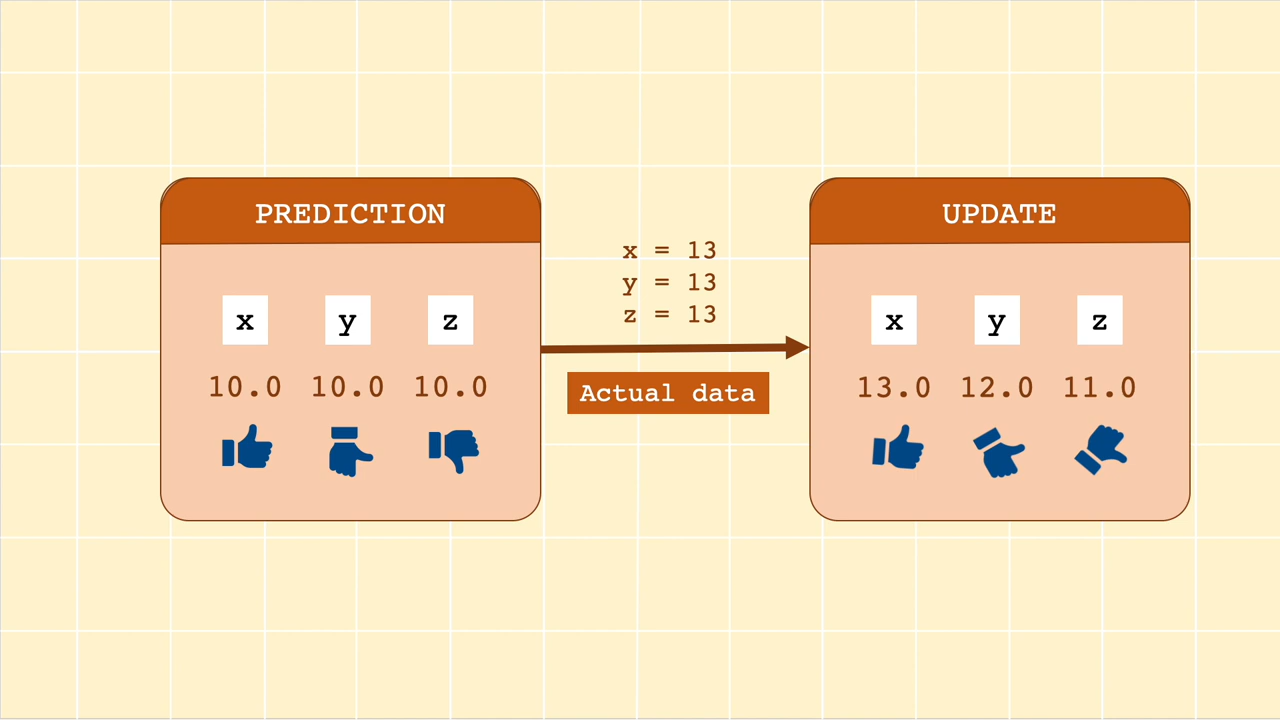 PREDICTION
x y z
10.0 10.0 10.0
x = 13
y = 13
z = 13
Actual data
UPDATE
x y z
13.0 12.0 11.0